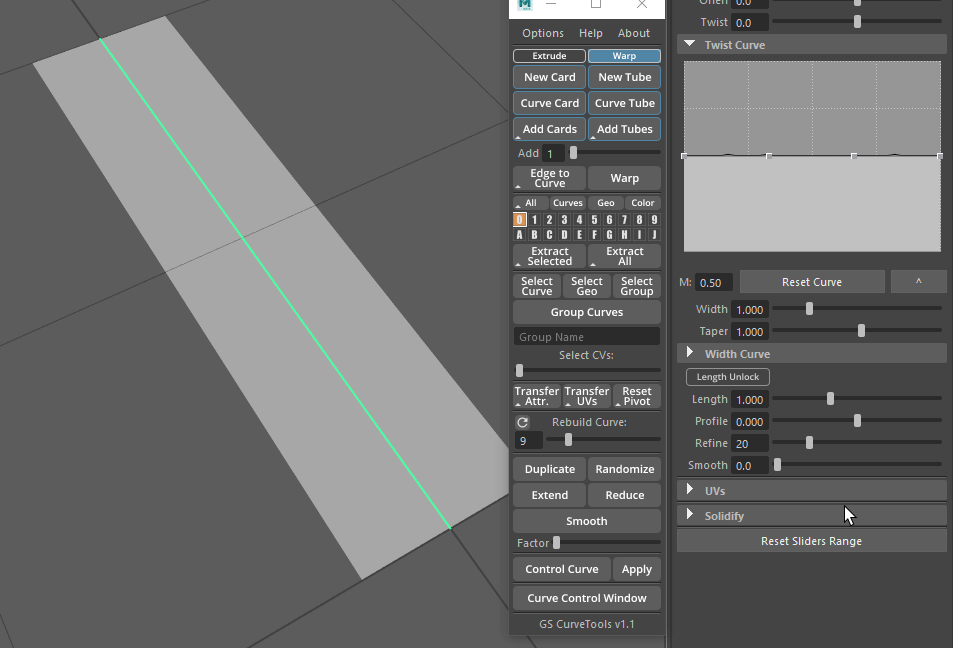 Orien 0.0
Options Help About
Twist 0.0
Extrude Warp
Twist Curve
New Card New Tube
Curve Card Curve Tube
Add Cards Add Tubes
Add 1
Edge to
Curve
Warp
All Curves Geo Color
0 1 2 3 4 5 6 7 8 9
A B C D E F G H I J
Extract
Selected
Extract
All
Select
Curve
Select
Geo
Select
Group
Group Curves
Group Name
Select CVs:
Transfer
Attr.
Transfer
UVs
Reset
Pivot
Rebuild Curve:
9
Duplicate Randomize
Extend Reduce
Smooth
Factor
Control Curve Apply
Curve Control Window
GS CurveTools v1.1
M: 0.50 Reset Curve ^
Width 1.000
Taper 1.000
Width Curve
Length Unlock
Length 1.000
Profile 0.000
Refine 20
Smooth 0.0
UVs
Solidify
Reset Sliders Range